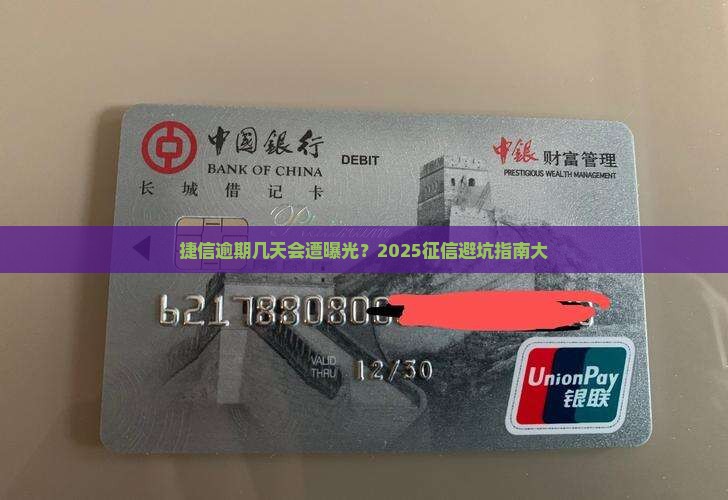 中国银行
BANK OF CHINA
DEBIT
长城借记卡
中银 财富管理
PRESTIGIOUS WEALTH MANAGEMENT
捷信逾期几天会遭曝光？2025征信避坑指南大
6217880800
VALID
THRU 12/30
UnionPay
银联